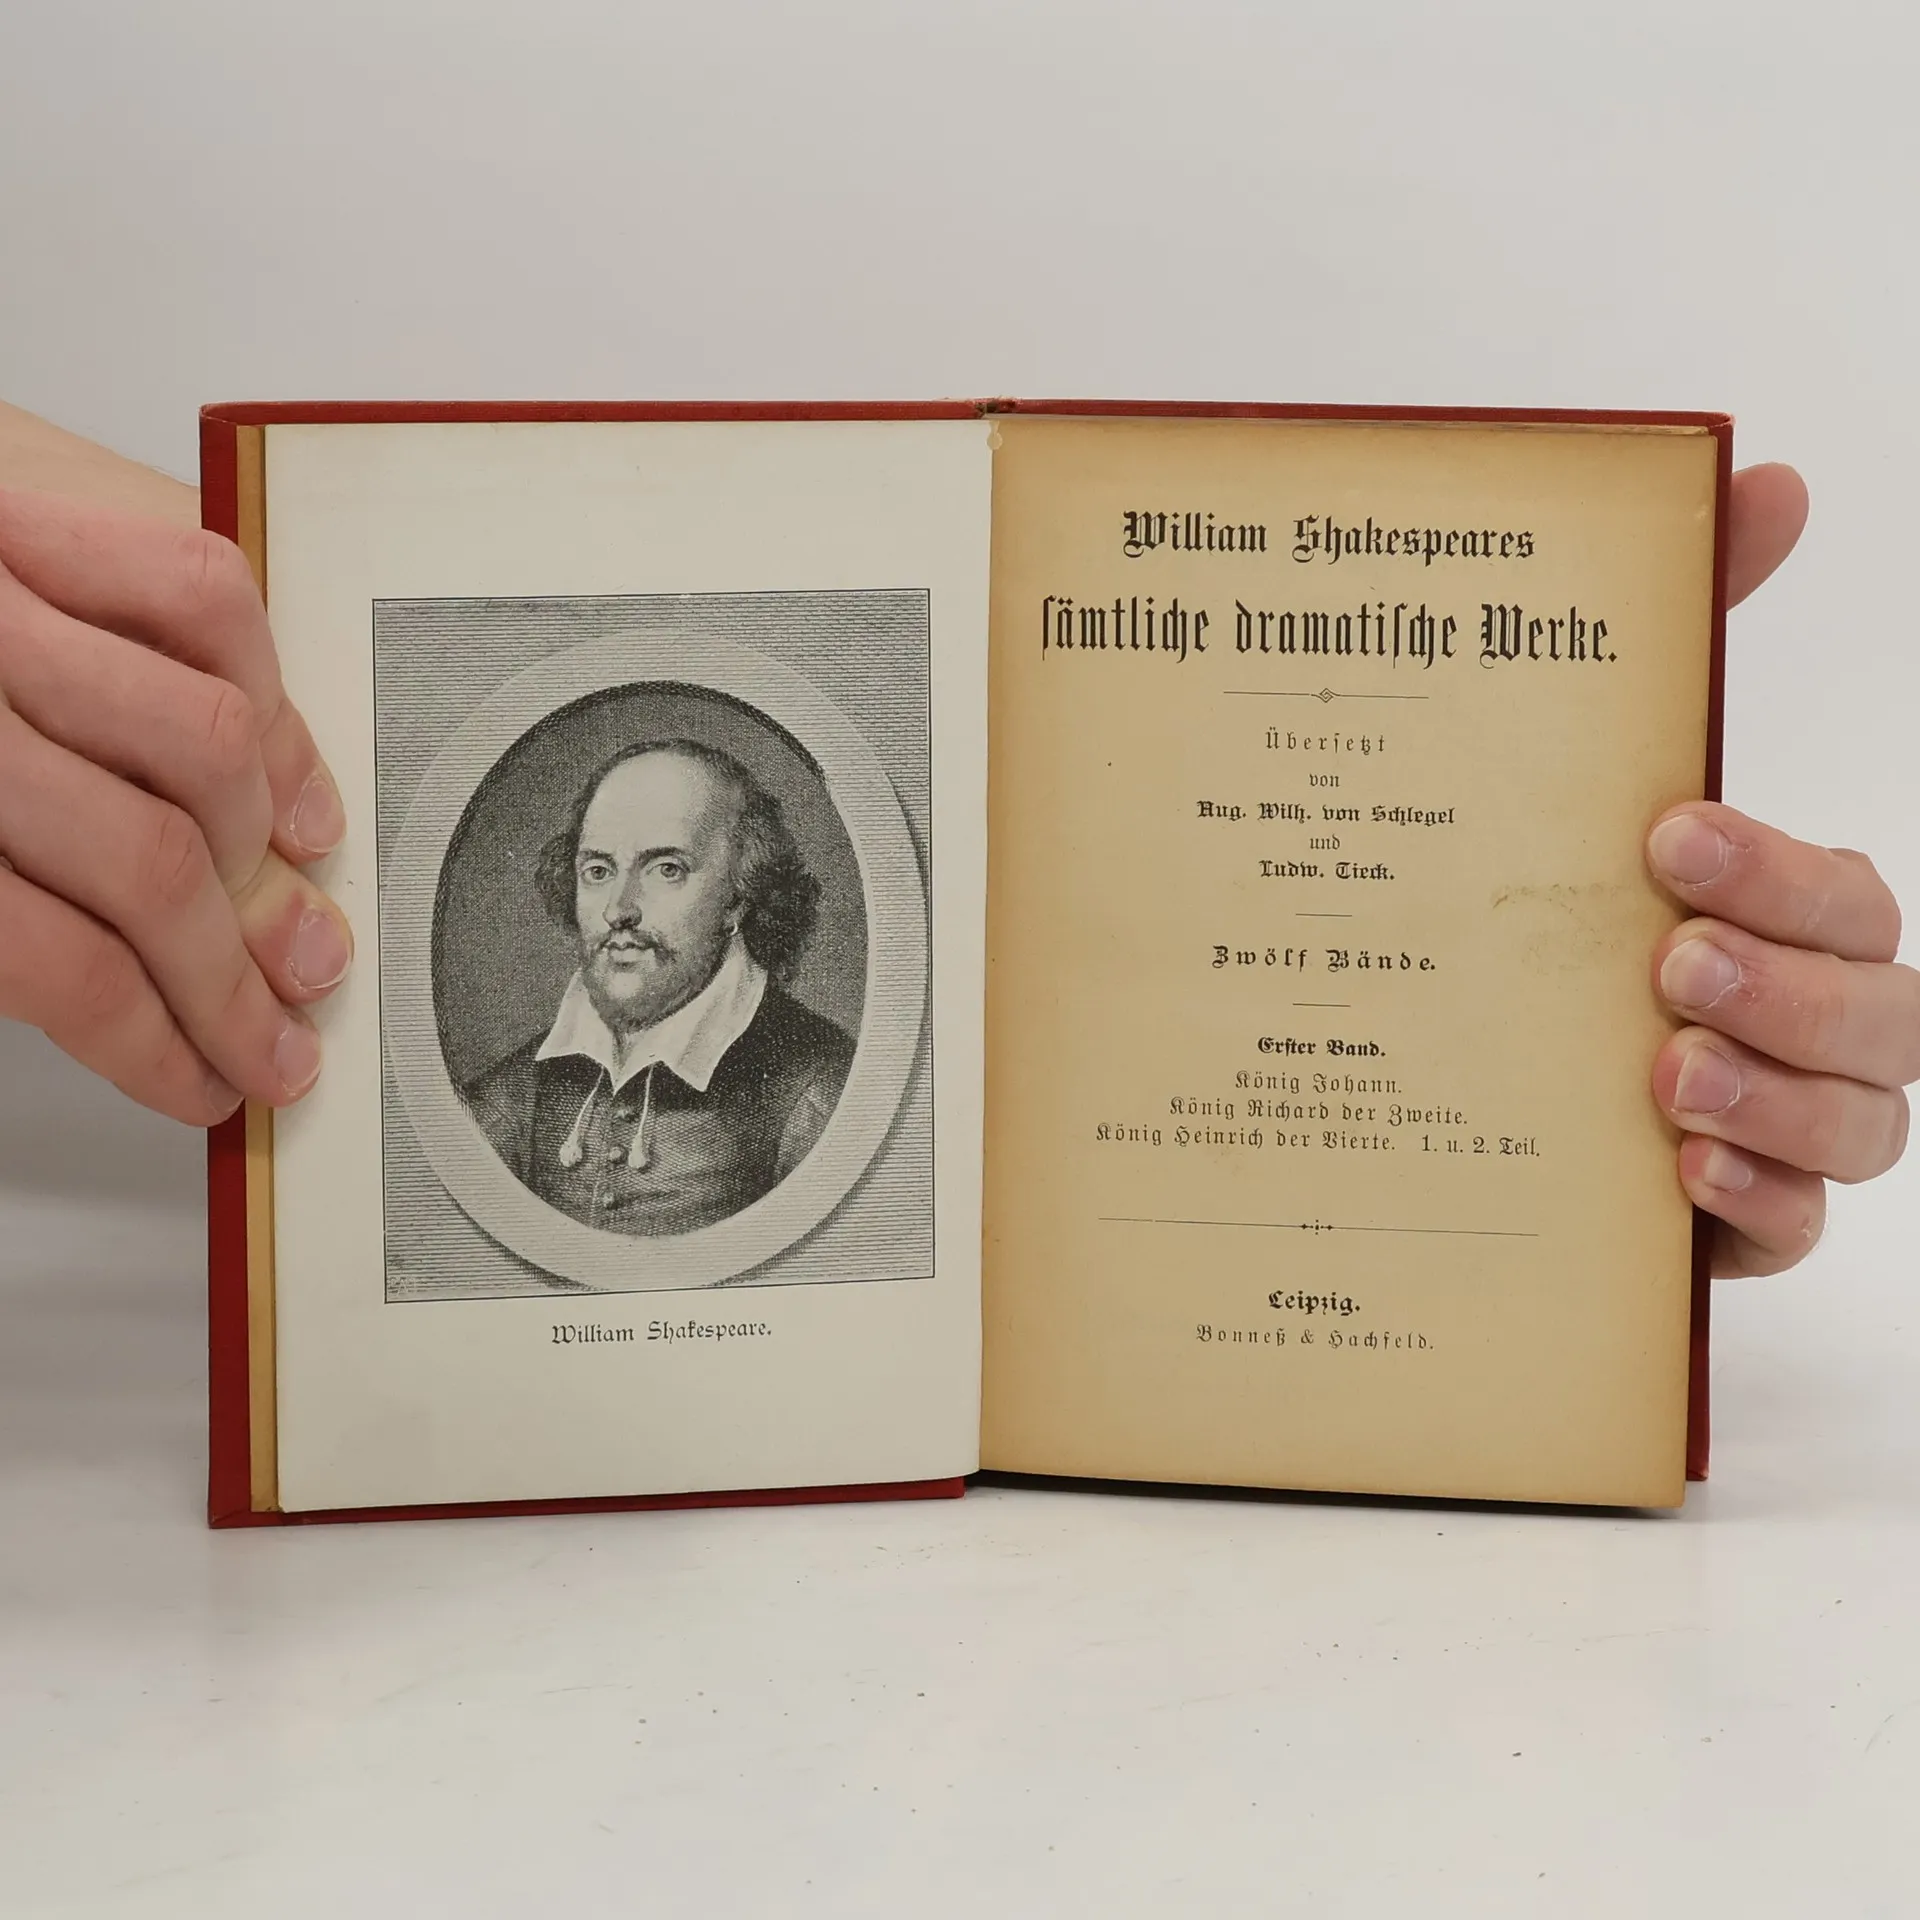 William Shakespeare.
William Shakespeares
ſämtliche dramatiſche Werke.
Überſetzt
von
Aug. Wilh. von Schlegel
und
Ludw. Tieck.
Zwölf Bände.
Erſter Band.
König Johann.
König Richard der Zweite.
König Heinrich der Vierte. 1. u. 2. Teil.
Leipzig.
Bonneß & Hachfeld.